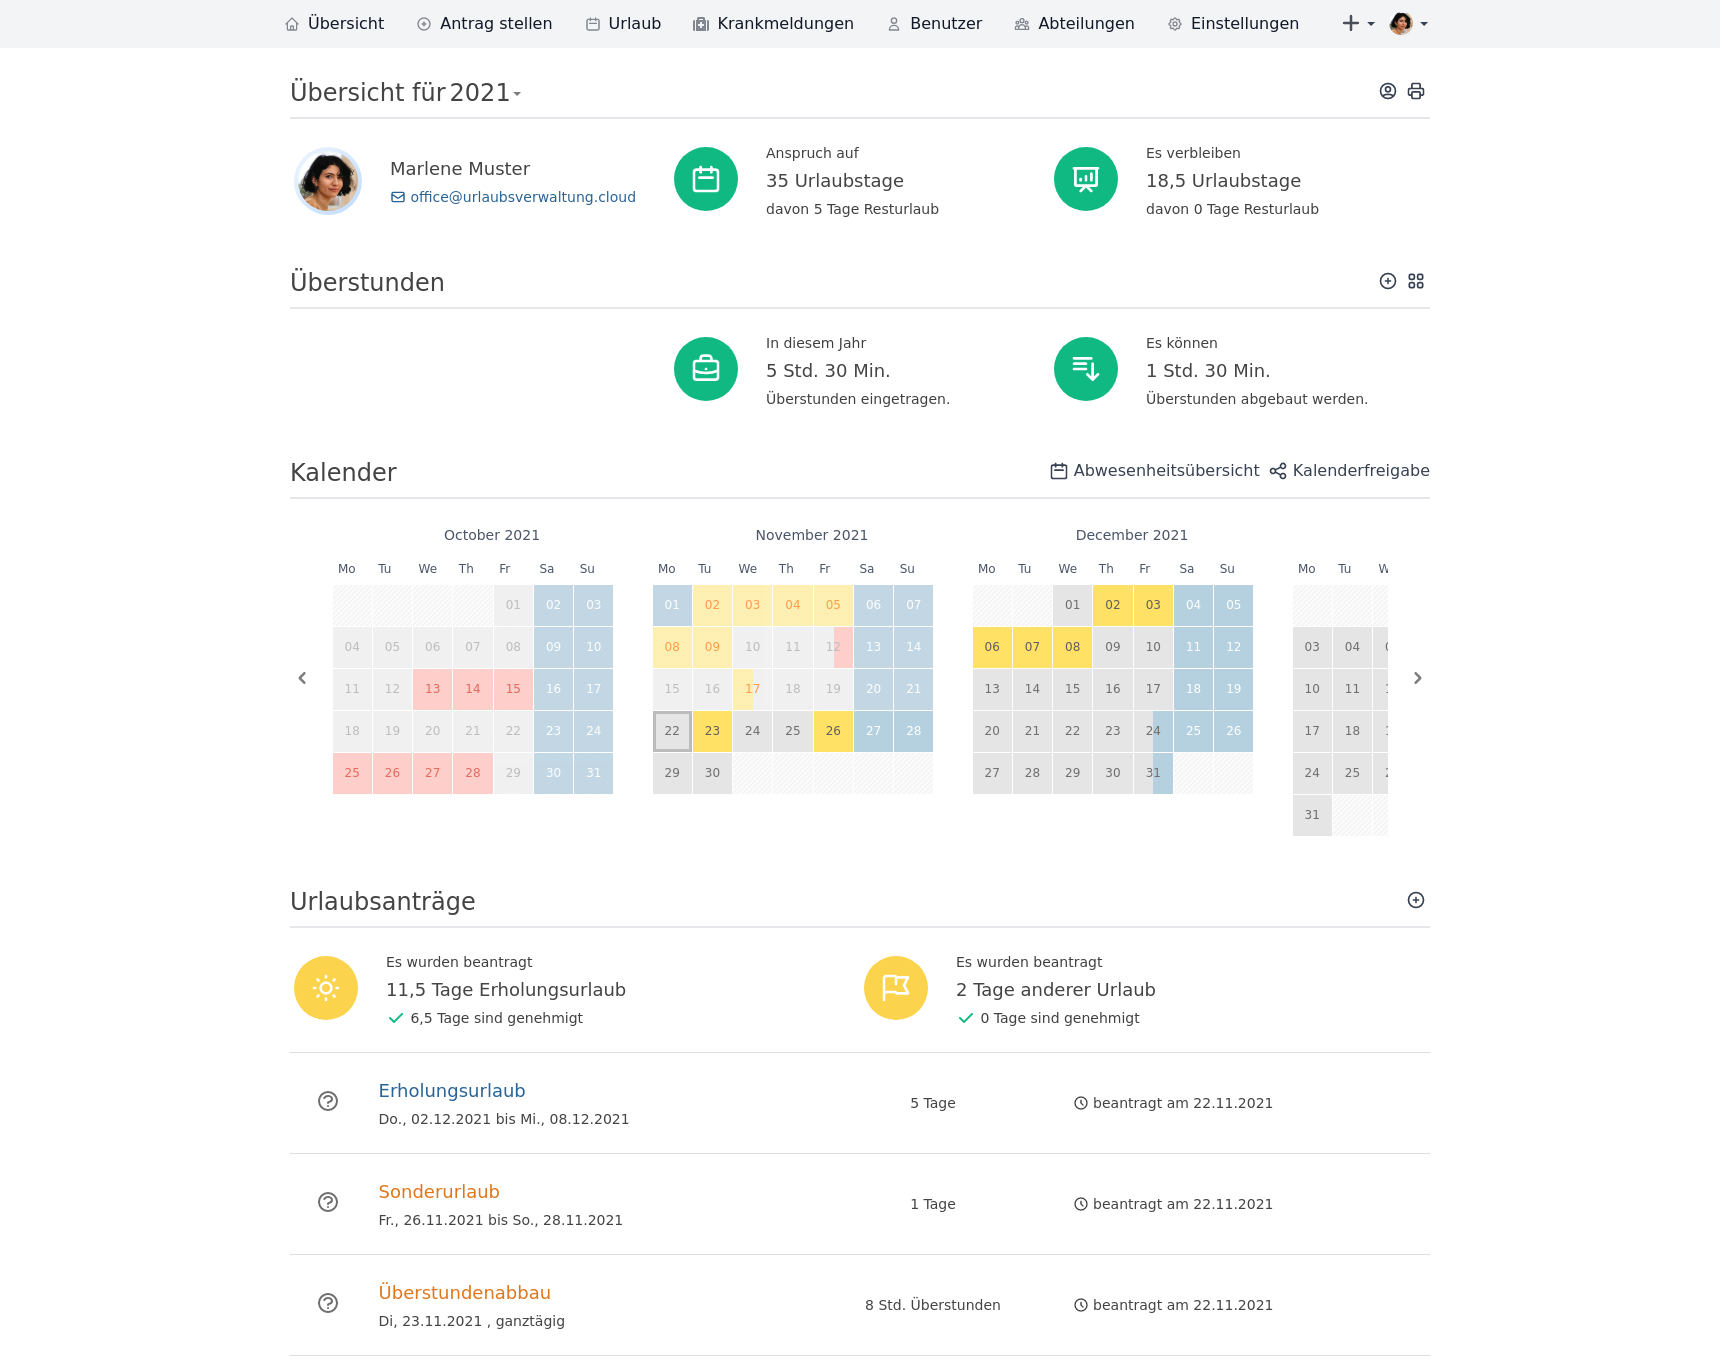 Übersicht Antrag stellen Urlaub Krankmeldungen Benutzer Abteilungen Einstellungen
Übersicht für 2021
Marlene Muster
office@urlaubsverwaltung.cloud
Anspruch auf
35 Urlaubstage
davon 5 Tage Resturlaub
Es verbleiben
18,5 Urlaubstage
davon 0 Tage Resturlaub
Überstunden
In diesem Jahr
5 Std. 30 Min.
Überstunden eingetragen.
Es können
1 Std. 30 Min.
Überstunden abgebaut werden.
Kalender
Abwesenheitsübersicht Kalenderfreigabe
October 2021
Mo Tu We Th Fr Sa Su
01 02 03
04 05 06 07 08 09 10
11 12 13 14 15 16 17
18 19 20 21 22 23 24
25 26 27 28 29 30 31
November 2021
Mo Tu We Th Fr Sa Su
01 02 03 04 05 06 07
08 09 10 11 12 13 14
15 16 17 18 19 20 21
22 23 24 25 26 27 28
29 30
December 2021
Mo Tu We Th Fr Sa Su
01 02 03 04 05
06 07 08 09 10 11 12
13 14 15 16 17 18 19
20 21 22 23 24 25 26
27 28 29 30 31
Mo Tu
03 04
10 11
17 18
24 25
31
Urlaubsanträge
Es wurden beantragt
11,5 Tage Erholungsurlaub
6,5 Tage sind genehmigt
Es wurden beantragt
2 Tage anderer Urlaub
0 Tage sind genehmigt
Erholungsurlaub
Do., 02.12.2021 bis Mi., 08.12.2021
5 Tage
beantragt am 22.11.2021
Sonderurlaub
Fr., 26.11.2021 bis So., 28.11.2021
1 Tage
beantragt am 22.11.2021
Überstundenabbau
Di, 23.11.2021 , ganztägig
8 Std. Überstunden
beantragt am 22.11.2021